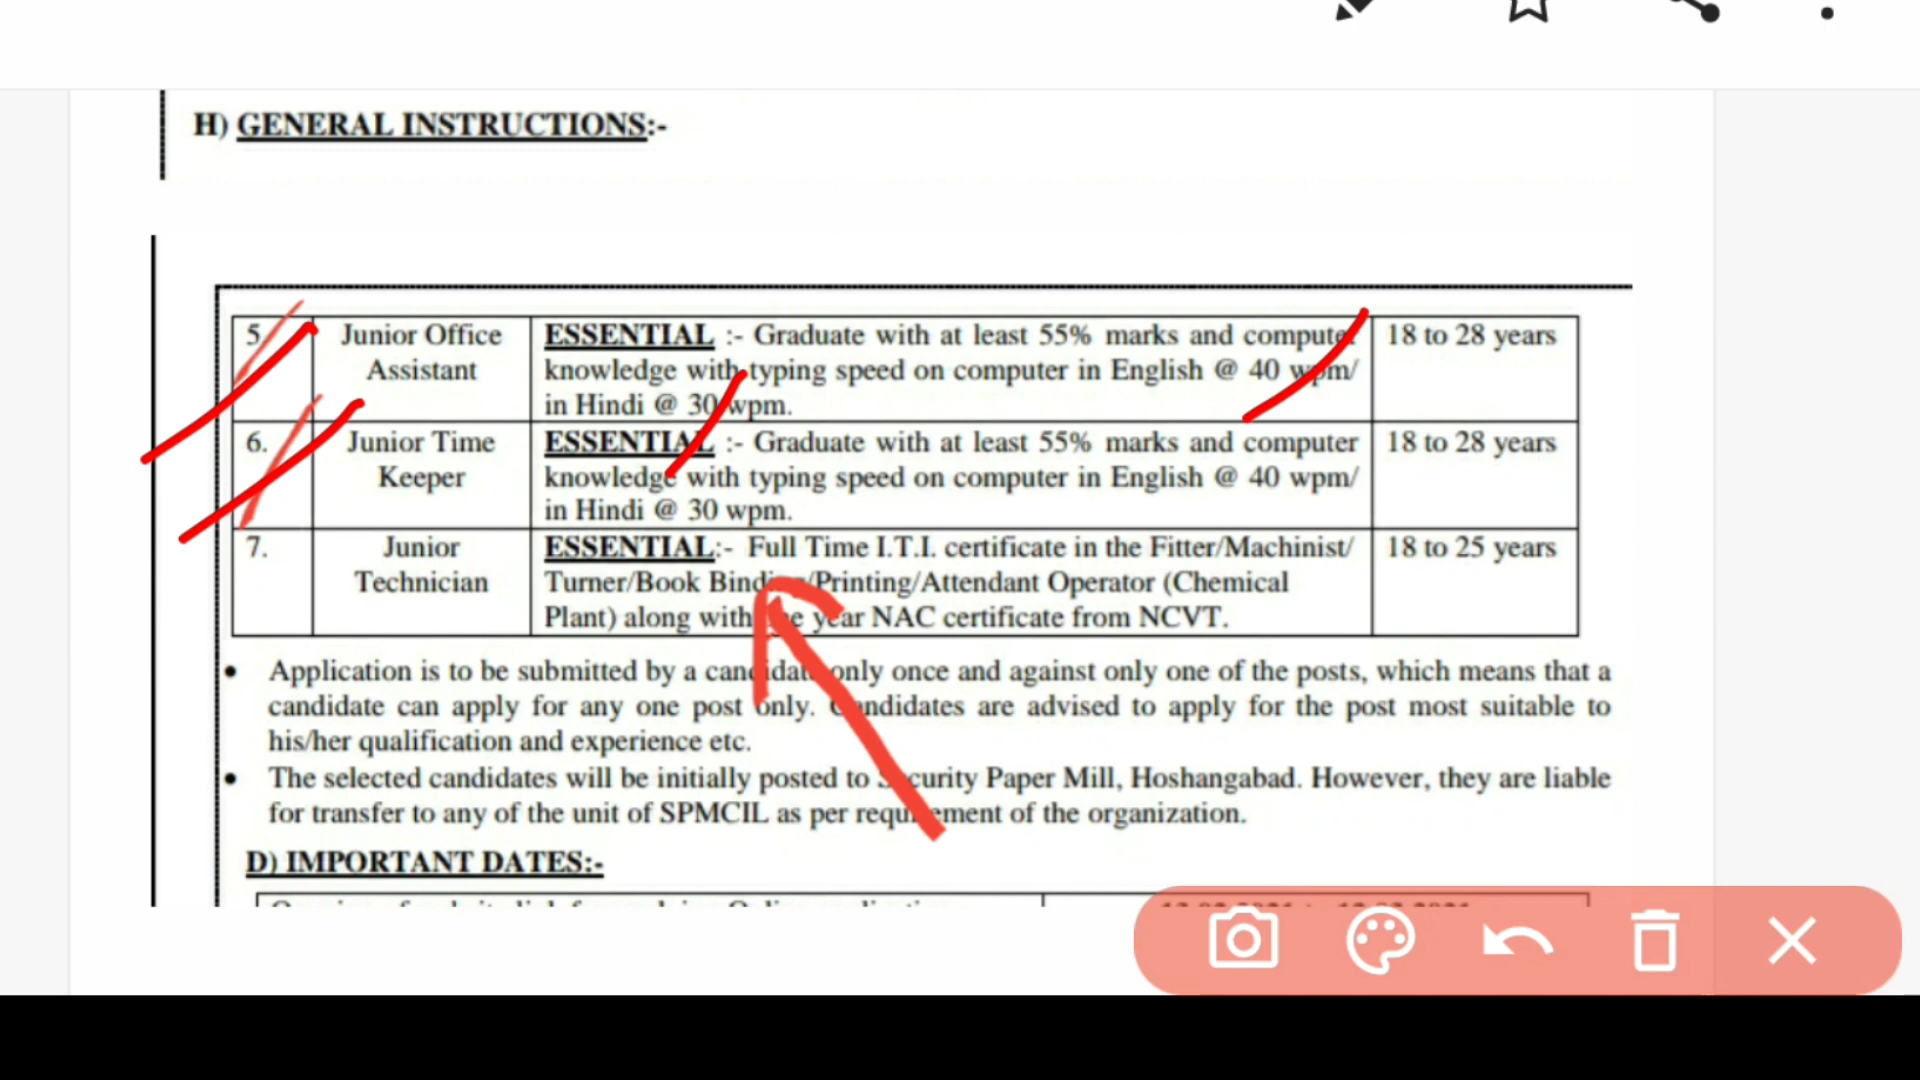 H) GENERAL INSTRUCTIONS:-
5. Junior Office Assistant ESSENTIAL :- Graduate with at least 55% marks and computer 18 to 28 years
knowledge with typing speed on computer in English @ 40 wpm/
in Hindi @ 30 wpm.
6. Junior Time Keeper ESSENTIAL :- Graduate with at least 55% marks and computer 18 to 28 years
knowledge with typing speed on computer in English @ 40 wpm/
in Hindi @ 30 wpm.
7. Junior Technician ESSENTIAL:- Full Time I.T.I. certificate in the Fitter/Machinist/ 18 to 25 years
Turner/Book Binding/Printing/Attendant Operator (Chemical
Plant) along with year NAC certificate from NCVT.
• Application is to be submitted by a candidate only once and against only one of the posts, which means that a
candidate can apply for any one post only. Candidates are advised to apply for the post most suitable to
his/her qualification and experience etc.
• The selected candidates will be initially posted to Security Paper Mill, Hoshangabad. However, they are liable
for transfer to any of the unit of SPMCIL as per requirement of the organization.
D) IMPORTANT DATES:-